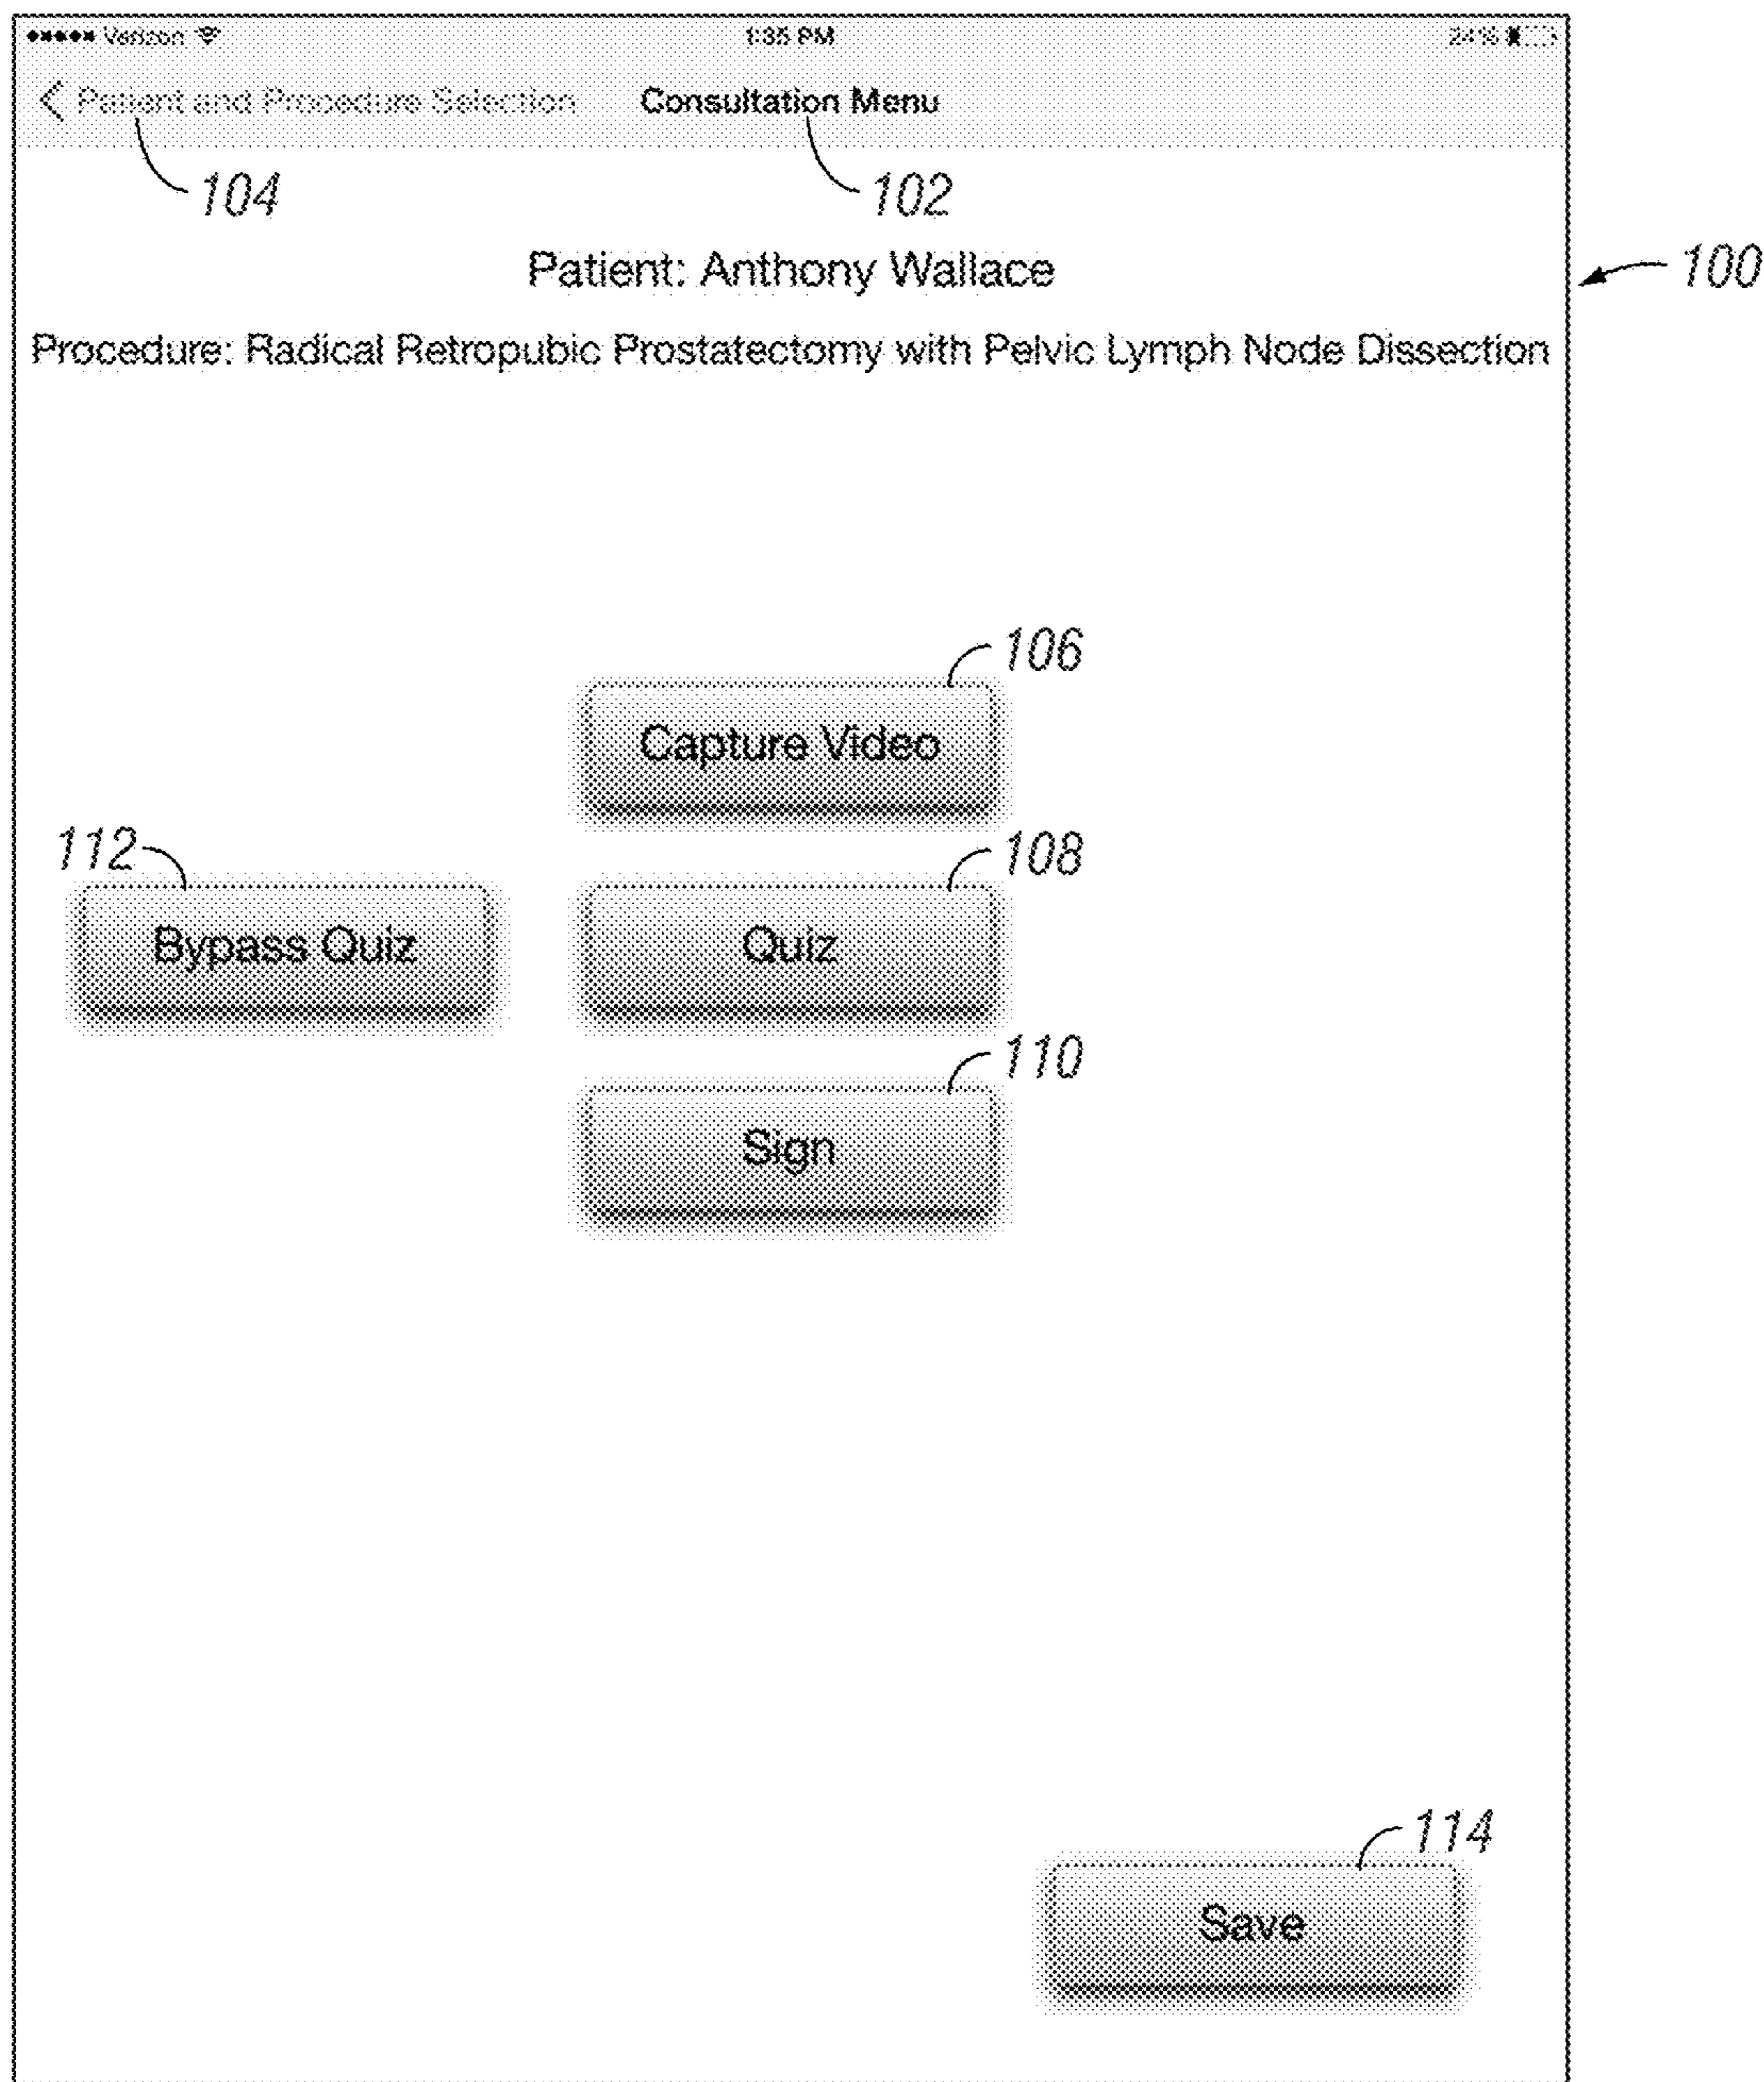 Verizon 1:35 PM 24%
Patient and Procedure Selection Consultation Menu
104 102
Patient: Anthony Wallace
100
Procedure: Radical Retropubic Prostatectomy with Pelvic Lymph Node Dissection
106
Capture Video
112 108
Bypass Quiz Quiz
110
Sign
114
Save